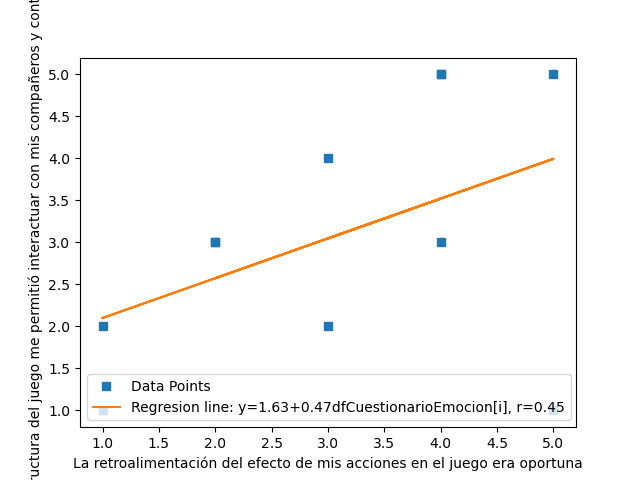 ructura del juego me permitió interactuar con mis compañeros y cont
5.0
4.5
4.0
3.5
3.0
2.5
2.0
1.5
1.0
Data Points
Regresion line: y=1.63+0.47dfCuestionarioEmocion[i], r=0.45
1.0 1.5 2.0 2.5 3.0 3.5 4.0 4.5 5.0
La retroalimentación del efecto de mis acciones en el juego era oportuna